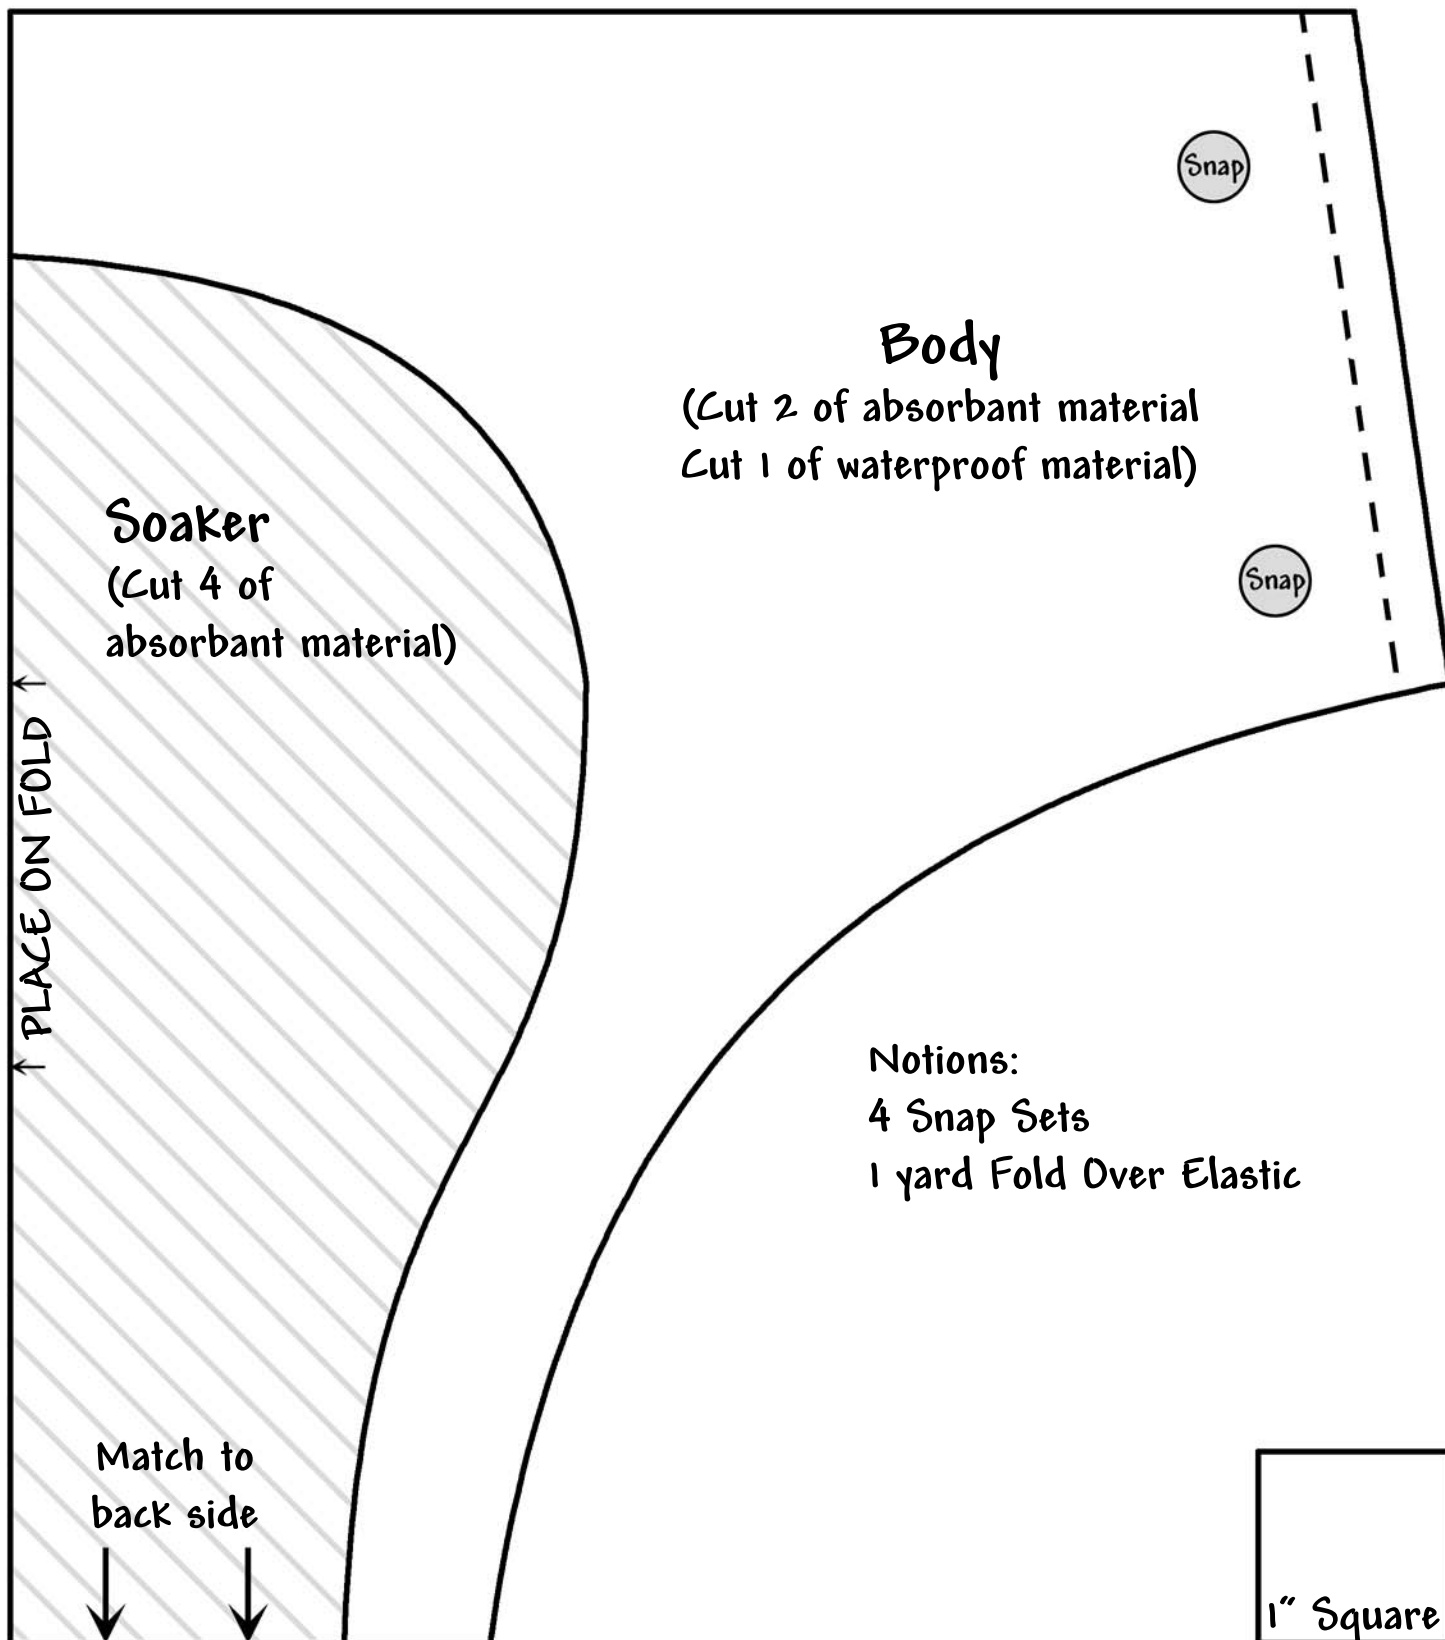 Snap
Body
(Cut 2 of absorbant material
Cut 1 of waterproof material)
Soaker
(Cut 4 of
absorbant material)
Snap
↑ PLACE ON FOLD ↑
Notions:
4 Snap Sets
1 yard Fold Over Elastic
Match to
back side
1" Square